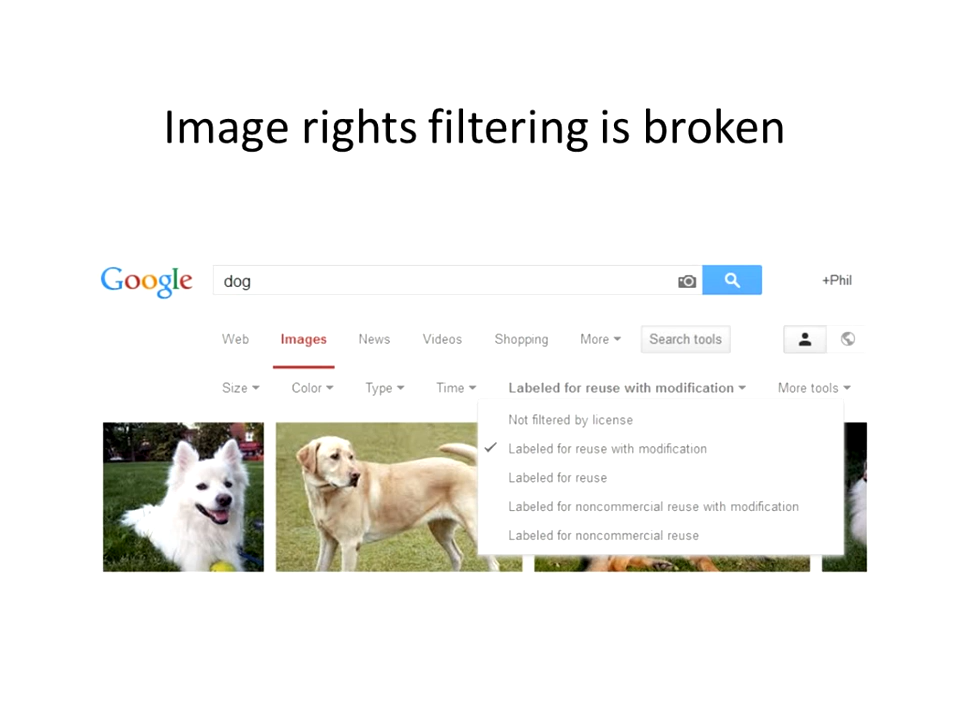 Image rights filtering is broken
Google dog +Phil
Web Images News Videos Shopping More Search tools
Size Color Type Time Labeled for reuse with modification More tools
Not filtered by license
Labeled for reuse with modification
Labeled for reuse
Labeled for noncommercial reuse with modification
Labeled for noncommercial reuse